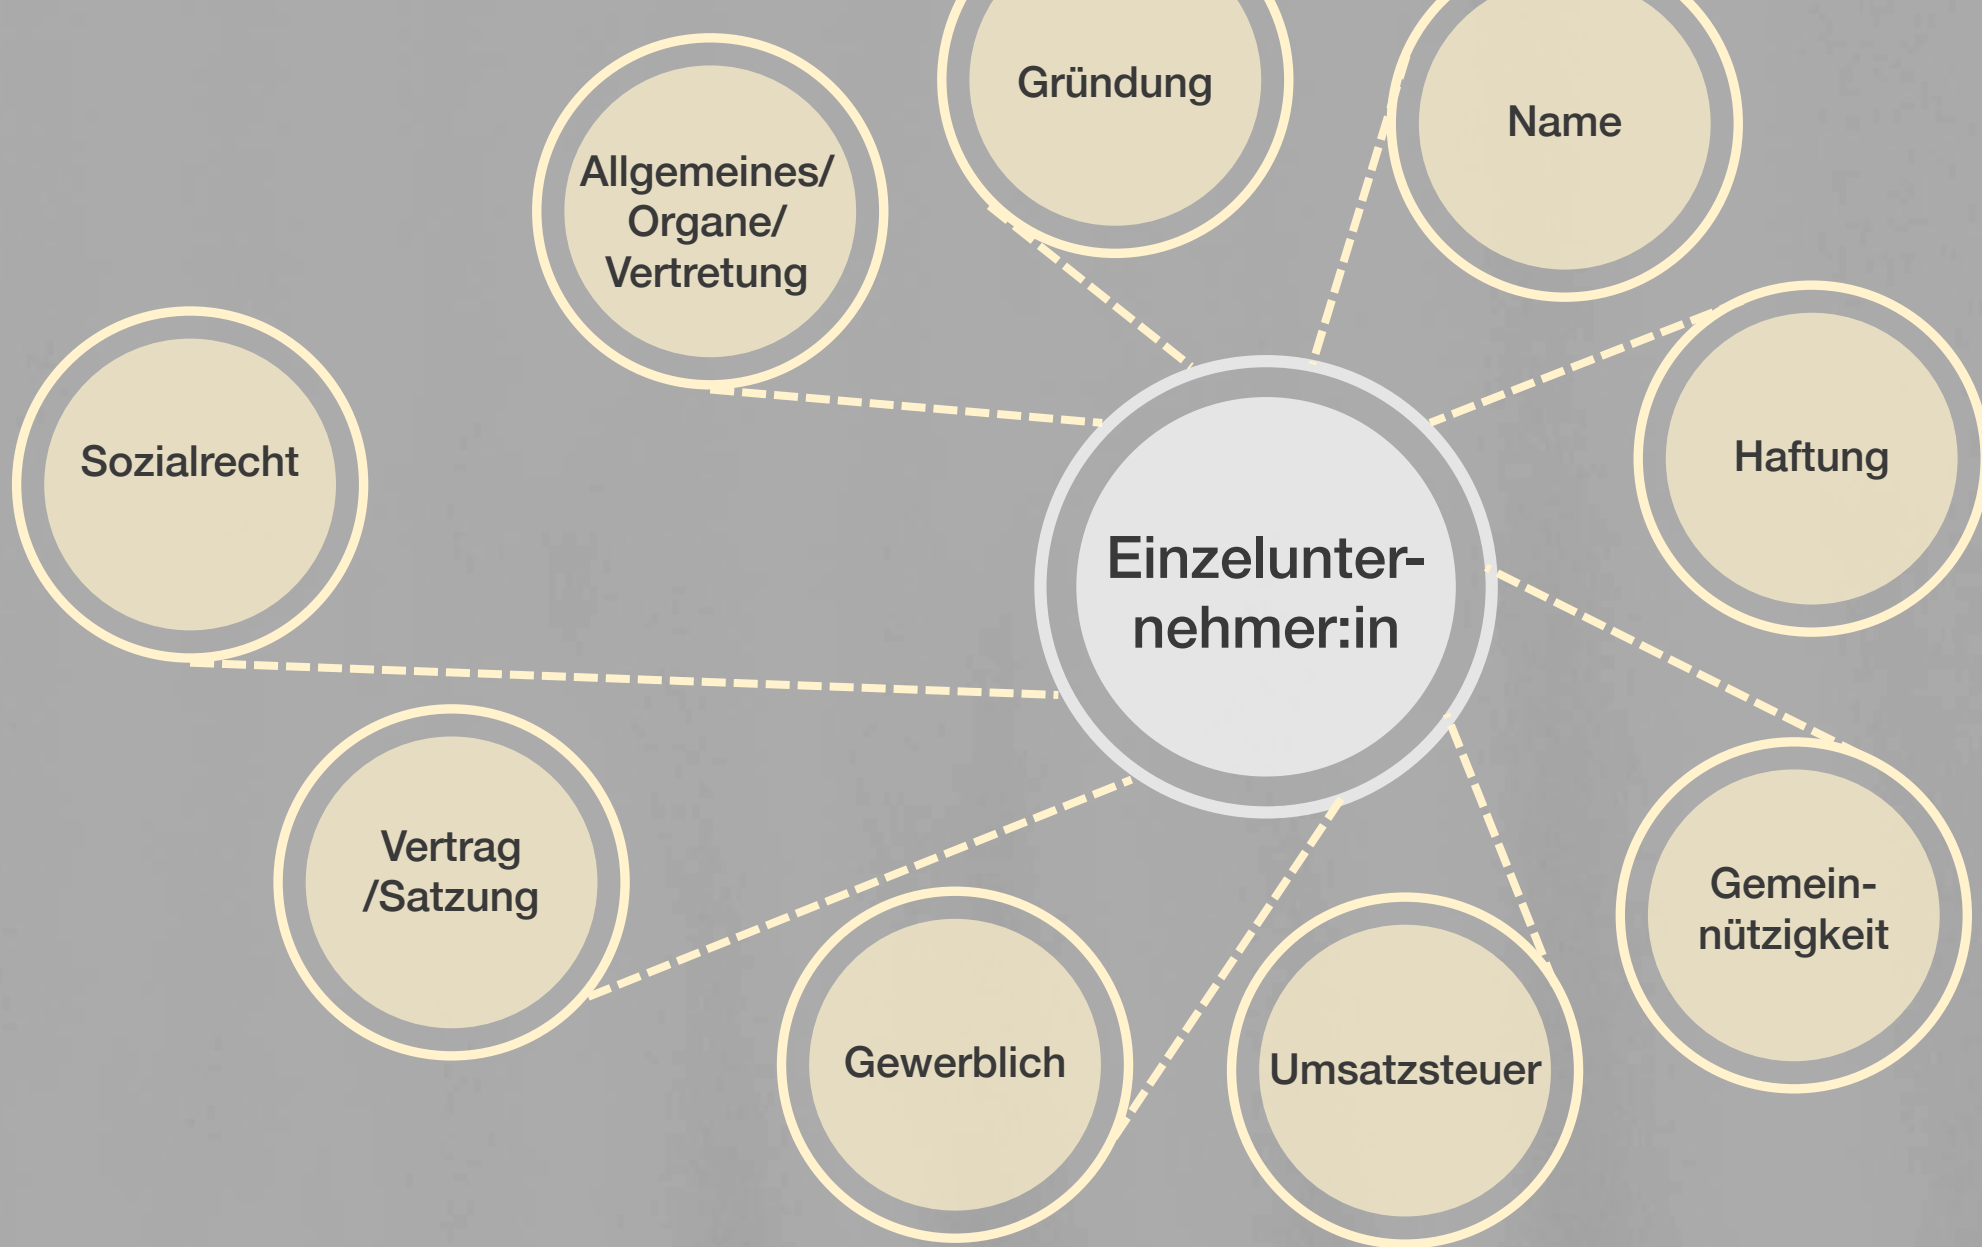 Gründung
Name
Allgemeines/
Organe/
Vertretung
Sozialrecht
Haftung
Einzelunter-
nehmer:in
Vertrag
/Satzung
Gemein-
nützigkeit
Gewerblich
Umsatzsteuer